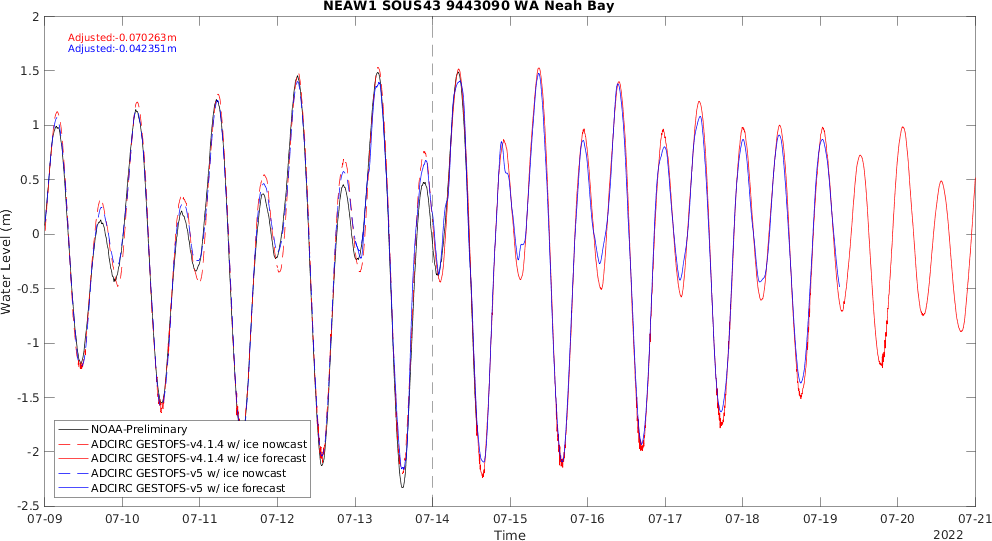 NEAW1 SOUS43 9443090 WA Neah Bay
Adjusted:-0.070263m
Adjusted:-0.042351m
Water Level (m)
2
1.5
1
0.5
0
-0.5
-1
-1.5
-2
-2.5
NOAA-Preliminary
ADCIRC GESTOFS-v4.1.4 w/ ice nowcast
ADCIRC GESTOFS-v4.1.4 w/ ice forecast
ADCIRC GESTOFS-v5 w/ ice nowcast
ADCIRC GESTOFS-v5 w/ ice forecast
07-09 07-10 07-11 07-12 07-13 07-14 07-15 07-16 07-17 07-18 07-19 07-20 07-21
Time
2022